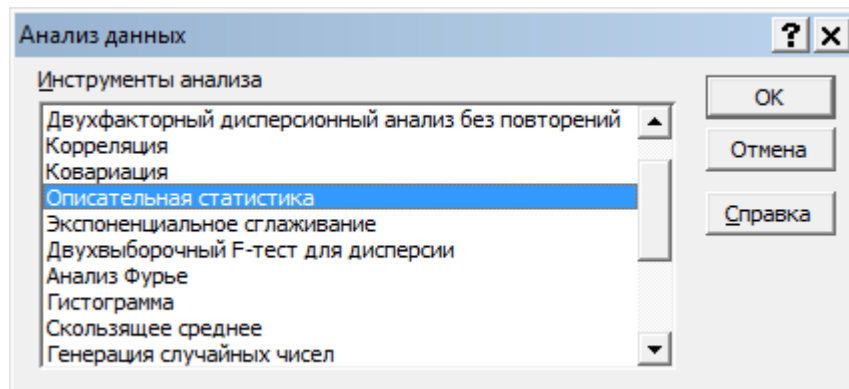 Анализ данных
Инструменты анализа
Двухфакторный дисперсионный анализ без повторений
Корреляция
Ковариация
Описательная статистика
Экспоненциальное сглаживание
Двухвыборочный F-тест для дисперсии
Анализ Фурье
Гистограмма
Скользящее среднее
Генерация случайных чисел
OK
Отмена
Справка